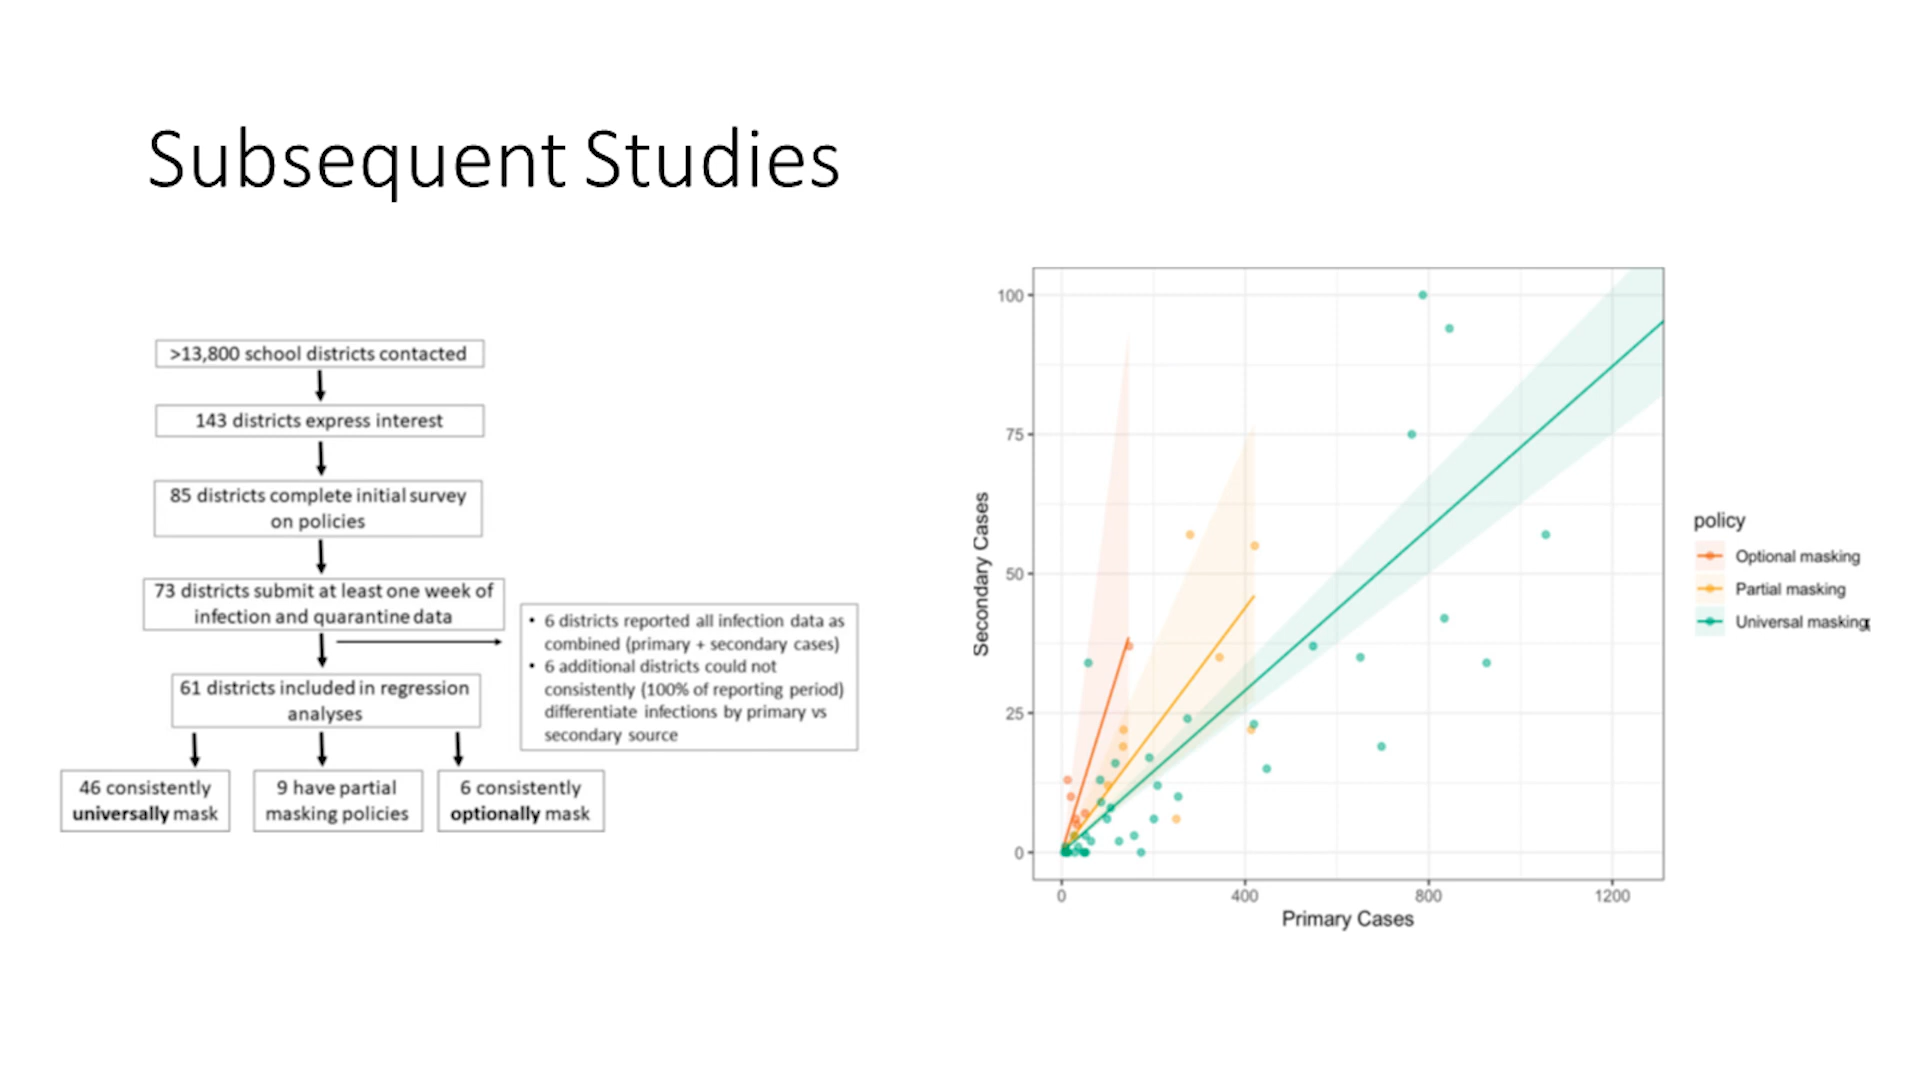 Subsequent Studies
>13,800 school districts contacted
143 districts express interest
85 districts complete initial survey
on policies
73 districts submit at least one week of
infection and quarantine data
• 6 districts reported all infection data as
combined (primary + secondary cases)
• 6 additional districts could not
consistently (100% of reporting period)
differentiate infections by primary vs
secondary source
61 districts included in regression
analyses
46 consistently
universally mask
9 have partial
masking policies
6 consistently
optionally mask
Secondary Cases
100
75
50
25
0
0
400
800
1200
Primary Cases
policy
Optional masking
Partial masking
Universal masking